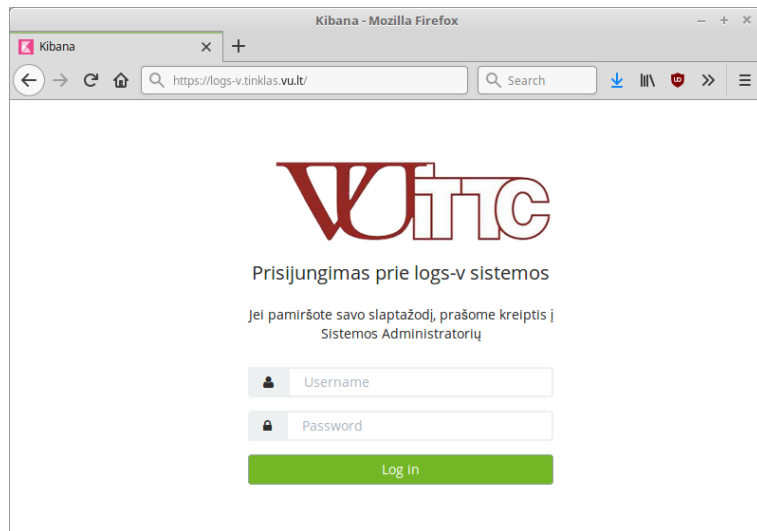 Kibana - Mozilla Firefox
Kibana
https://logs-v.tinklas.vu.lt/
Search
VU ITTC
Prisijungimas prie logs-v sistemos
Jei pamiršote savo slaptažodį, prašome kreiptis į
Sistemos Administratorių
Username
Password
Log in